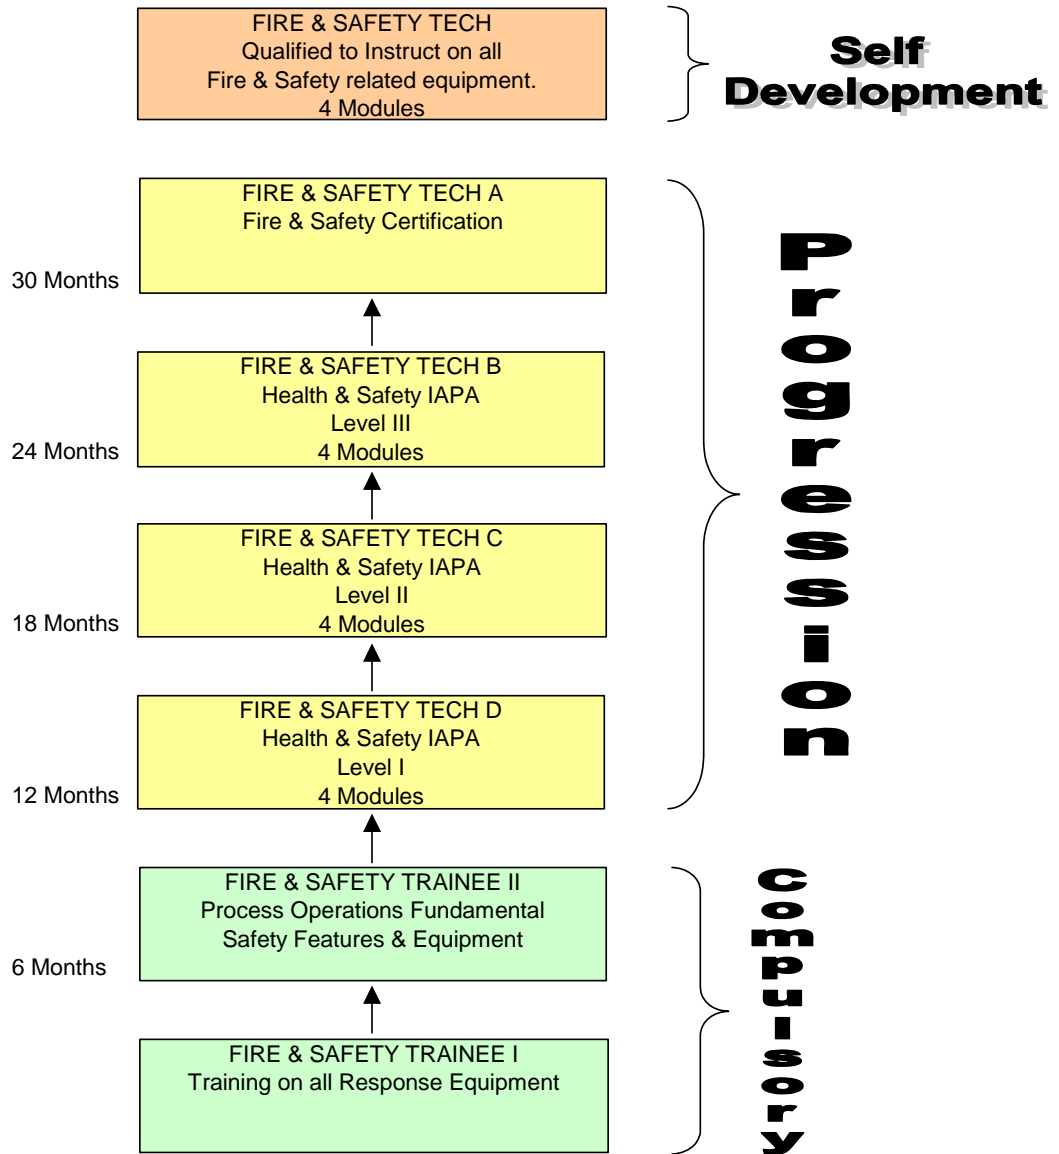 FIRE & SAFETY TECH
Qualified to Instruct on all
Fire & Safety related equipment.
4 Modules
Self
Development
FIRE & SAFETY TECH A
Fire & Safety Certification
30 Months
FIRE & SAFETY TECH B
Health & Safety IAPA
Level III
4 Modules
24 Months
FIRE & SAFETY TECH C
Health & Safety IAPA
Level II
4 Modules
18 Months
FIRE & SAFETY TECH D
Health & Safety IAPA
Level I
4 Modules
12 Months
Progression
FIRE & SAFETY TRAINEE II
Process Operations Fundamental
Safety Features & Equipment
6 Months
FIRE & SAFETY TRAINEE I
Training on all Response Equipment
Compulsory